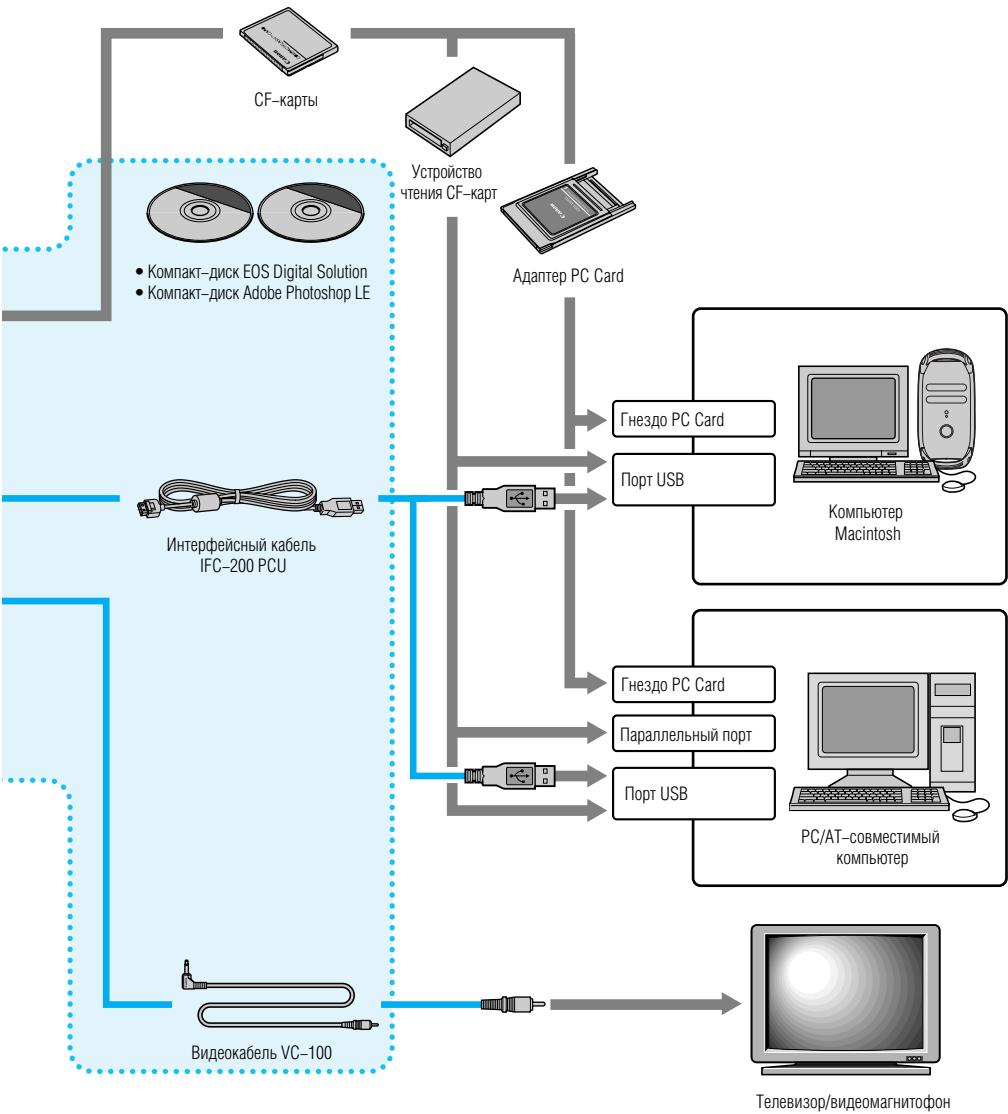 CF–карты
Устройство
чтения CF–карт
Адаптер PC Card
• Компакт–диск EOS Digital Solution
• Компакт–диск Adobe Photoshop LE
Гнездо PC Card
Порт USB
Компьютер
Macintosh
Интерфейсный кабель
IFC–200 PCU
Гнездо PC Card
Параллельный порт
Порт USB
PC/AT–совместимый
компьютер
Видеокабель VC–100
Телевизор/видеомагнитофон